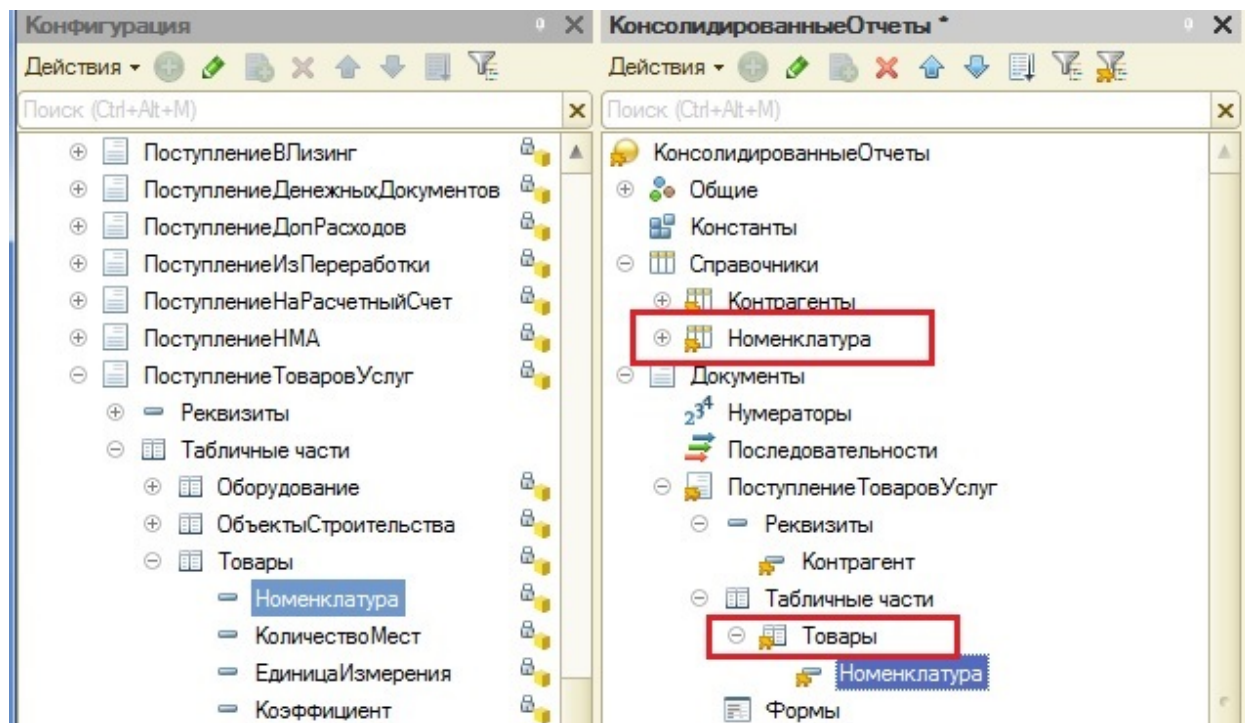 Конфигурация
Действия
Поиск (Ctrl+Alt+M)
ПоступлениеВЛизинг
ПоступлениеДенежныхДокументов
ПоступлениеДопРасходов
ПоступлениеИзПереработки
ПоступлениеНаРасчетныйСчет
ПоступлениеНМА
ПоступлениеТоваровУслуг
Реквизиты
Табличные части
Оборудование
ОбъектыСтроительства
Товары
Номенклатура
КоличествоМест
ЕдиницаИзмерения
Коэффициент
КонсолидированныеОтчеты *
Действия
Поиск (Ctrl+Alt+M)
КонсолидированныеОтчеты
Общие
Константы
Справочники
Контрагенты
Номенклатура
Документы
Нумераторы
Последовательности
ПоступлениеТоваровУслуг
Реквизиты
Контрагент
Табличные части
Товары
Номенклатура
Формы